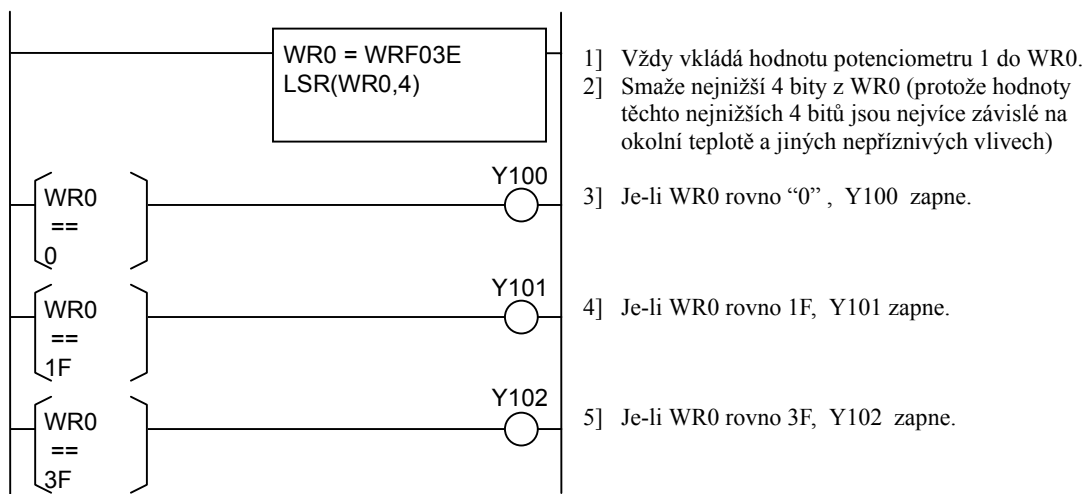 WR0 = WRF03E
LSR(WR0,4)
1] Vždy vkládá hodnotu potenciometru 1 do WR0.
2] Smaže nejnižší 4 bity z WR0 (protože hodnoty
těchto nejnižších 4 bitů jsou nejvíce závislé na
okolní teplotě a jiných nepříznivých vlivech)
WR0
==
0
Y100
3] Je-li WR0 rovno “0” , Y100 zapne.
WR0
==
1F
Y101
4] Je-li WR0 rovno 1F, Y101 zapne.
WR0
==
3F
Y102
5] Je-li WR0 rovno 3F, Y102 zapne.